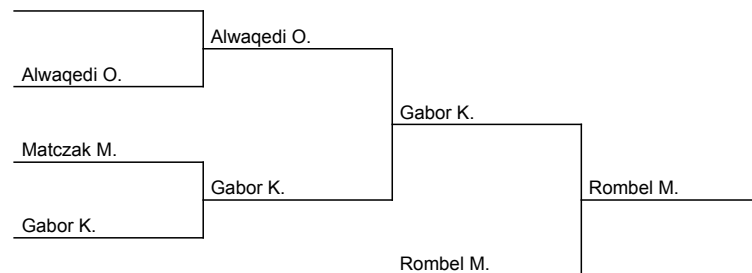 Alwaqedi O.
Alwaqedi O.
Matczak M.
Gabor K.
Gabor K.
Gabor K.
Rombel M.
Rombel M.